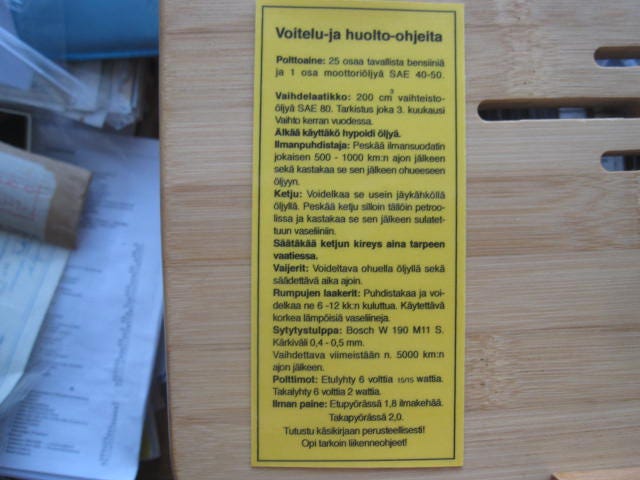 Voitelu-ja huolto-ohjeita
Polttoaine: 25 osaa tavallista bensiiniä
ja 1 osa moottoriöljyä SAE 40-50.
Vaihdelaatikko: 200 cm³ vaihteisto-
öljyä SAE 80. Tarkistus joka 3. kuukausi
Vaihto kerran vuodessa.
Älkää käyttäkö hypoidi öljyä.
Ilmanpuhdistaja: Peskää ilmansuodatin
jokaisen 500 - 1000 km:n ajon jälkeen
sekä kastakaa se sen jälkeen ohueeseen
öljyyn.
Ketju: Voidelkaa se usein jäykähköllä
öljyllä. Peskää ketju silloin tällöin petroo-
lissa ja kastakaa se sen jälkeen sulatet-
tuun vaseliiniin.
Säätäkää ketjun kireys aina tarpeen
vaatiessa.
Vaijerit: Voideltava ohuella öljyllä sekä
säädettävä aika ajoin.
Rumpujen laakerit: Puhdistakaa ja voi-
delkaa ne 6 -12 kk:n kuluttua. Käytettävä
korkea lämpöisiä vaseliineja.
Sytytystulppa: Bosch W 190 M11 S.
Kärkiväli 0,4 - 0,5 mm.
Vaihdettava viimeistään n. 5000 km:n
ajon jälkeen.
Polttimot: Etulyhty 6 volttia 15/15 wattia.
Takalyhty 6 volttia 2 wattia.
Ilman paine: Etupyörässä 1,8 ilmakehää.
Takapyörässä 2,0.
Tutustu käsikirjaan perusteellisesti!
Opi tarkoin liikenneohjeet!